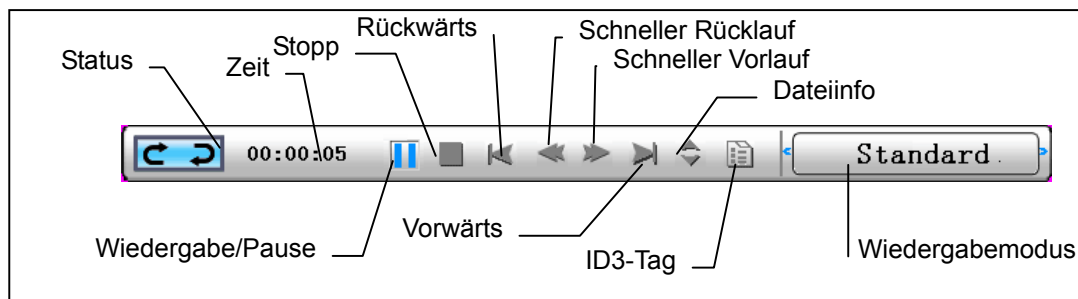 Rückwärts
Schneller Rücklauf
Stopp
Schneller Vorlauf
Status
Zeit
Dateiinfo
00:00:05
Standard
Vorwärts
Wiedergabe/Pause
ID3-Tag
Wiedergabemodus